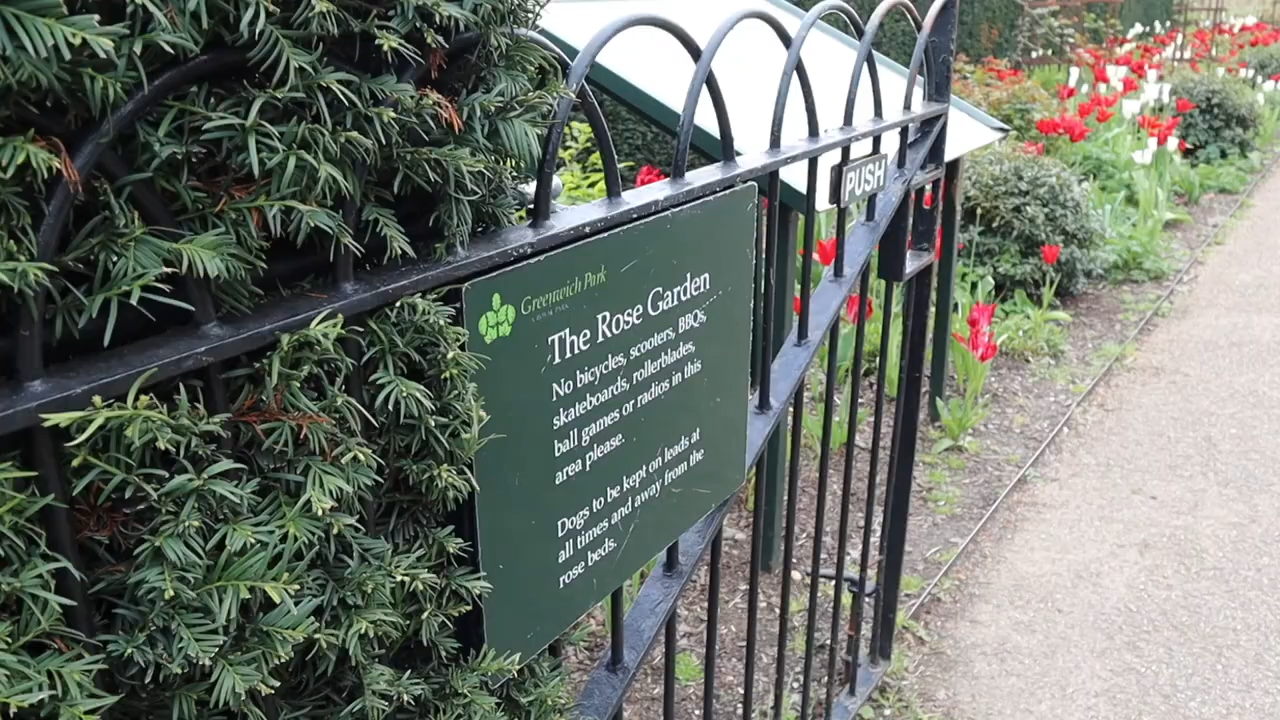 Greenwich Park
The Rose Garden
No bicycles, scooters, BBQs,
skateboards, rollerblades,
ball games or radios in this
area please.
Dogs to be kept on leads at
all times and away from the
rose beds.
PUSH